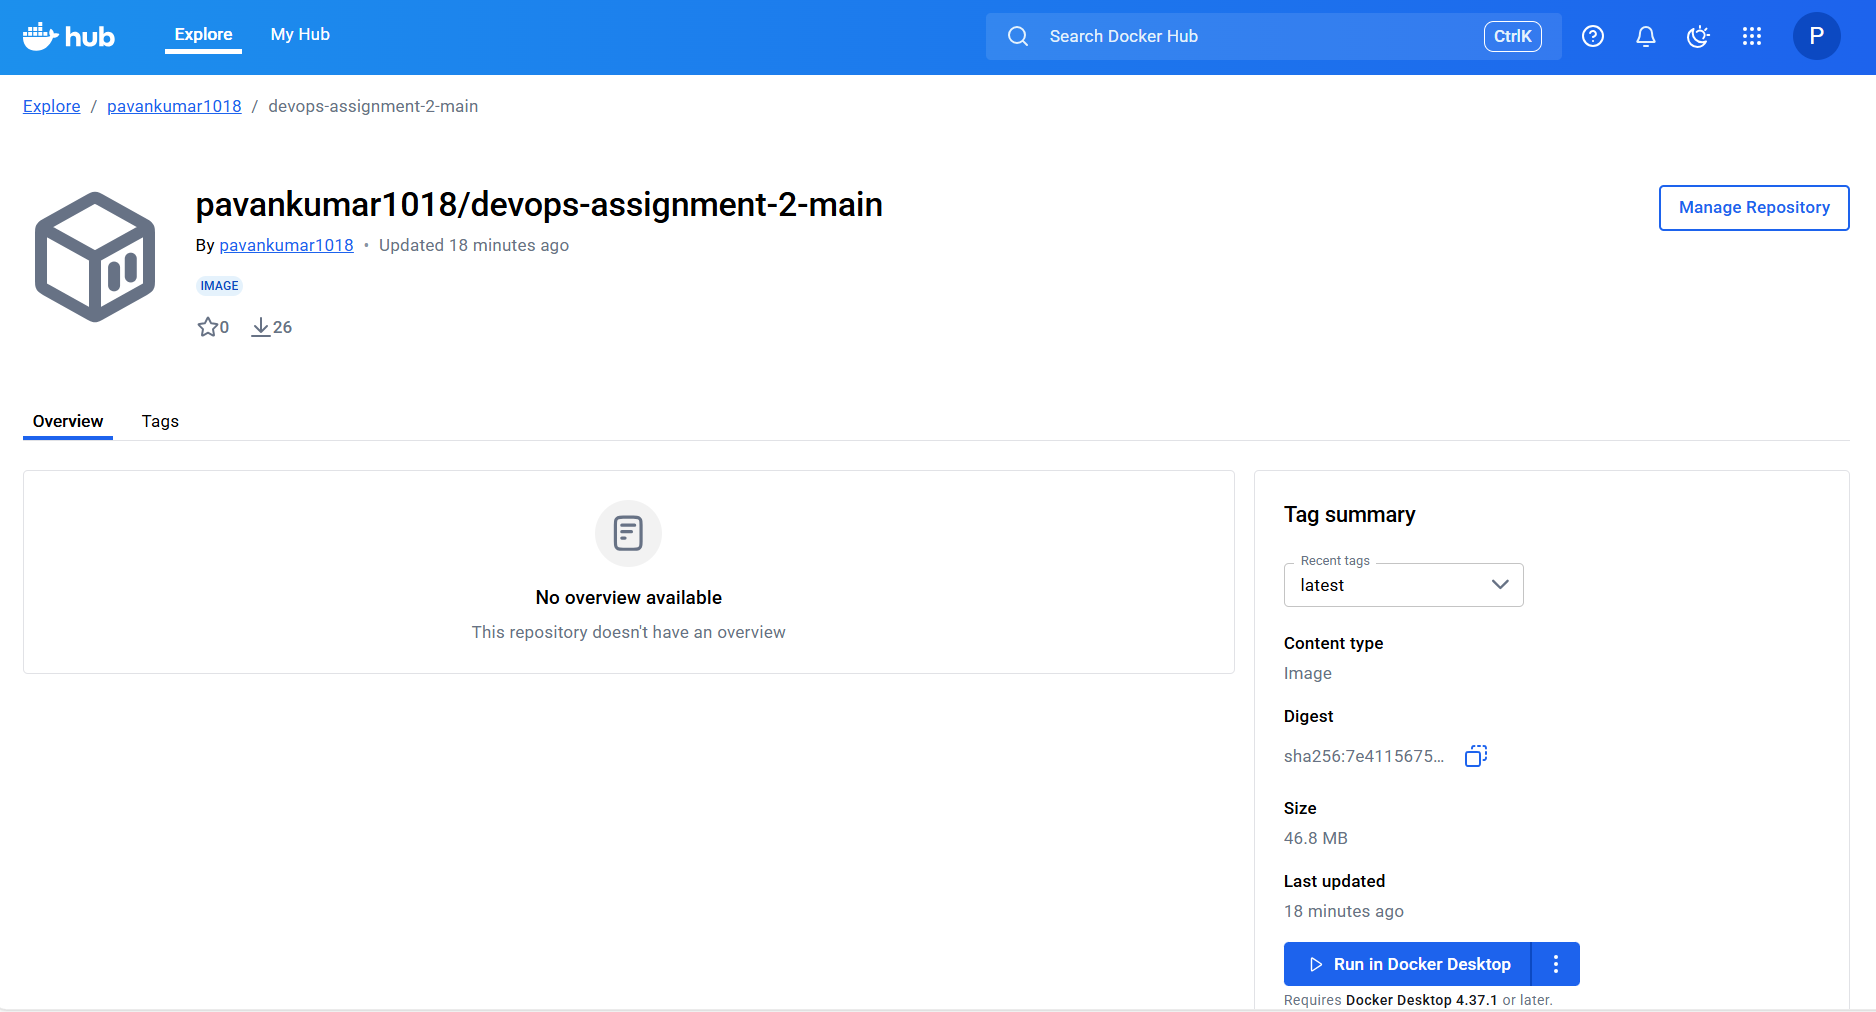 hub
Explore
My Hub
Search Docker Hub
CtrlK
P
Explore / pavankumar1018 / devops-assignment-2-main
pavankumar1018/devops-assignment-2-main
Manage Repository
By pavankumar1018 • Updated 18 minutes ago
IMAGE
0
26
Overview
Tags
No overview available
This repository doesn't have an overview
Tag summary
Recent tags
latest
Content type
Image
Digest
sha256:7e4115675...
Size
46.8 MB
Last updated
18 minutes ago
Run in Docker Desktop
Requires Docker Desktop 4.37.1 or later.